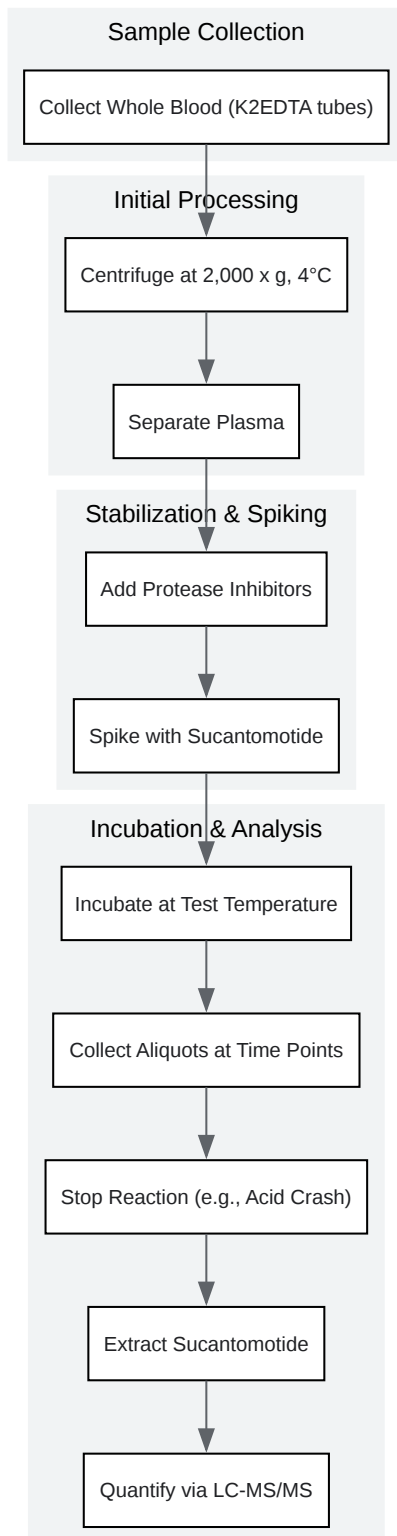 Sample Collection
Collect Whole Blood (K2EDTA tubes)
Initial Processing
Centrifuge at 2,000 x g, 4°C
Separate Plasma
Stabilization & Spiking
Add Protease Inhibitors
Spike with Sucantomotide
Incubation & Analysis
Incubate at Test Temperature
Collect Aliquots at Time Points
Stop Reaction (e.g., Acid Crash)
Extract Sucantomotide
Quantify via LC-MS/MS